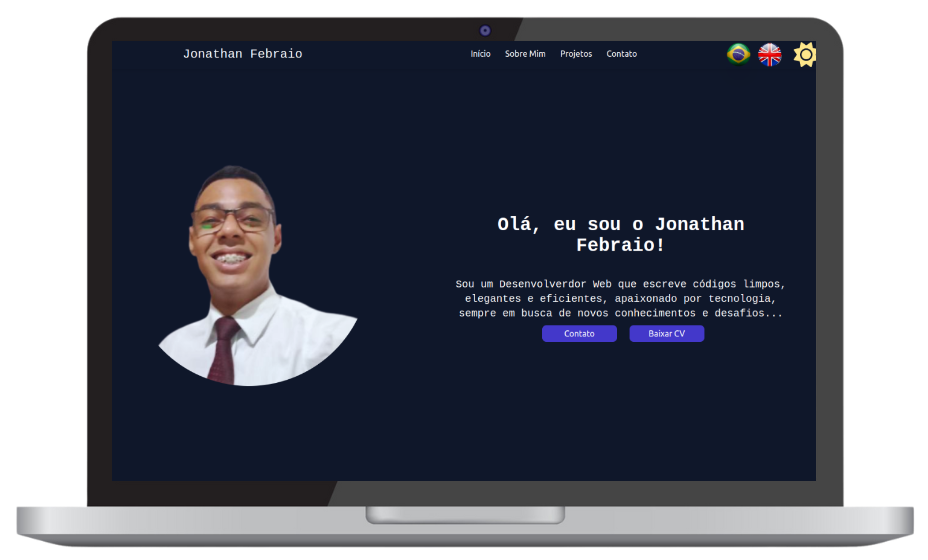 Jonathan Febraio
Início Sobre Mim Projetos Contato
Olá, eu sou o Jonathan
Febraio!
Sou um Desenvolverdor Web que escreve códigos limpos,
elegantes e eficientes, apaixonado por tecnologia,
sempre em busca de novos conhecimentos e desafios...
Contato Baixar CV